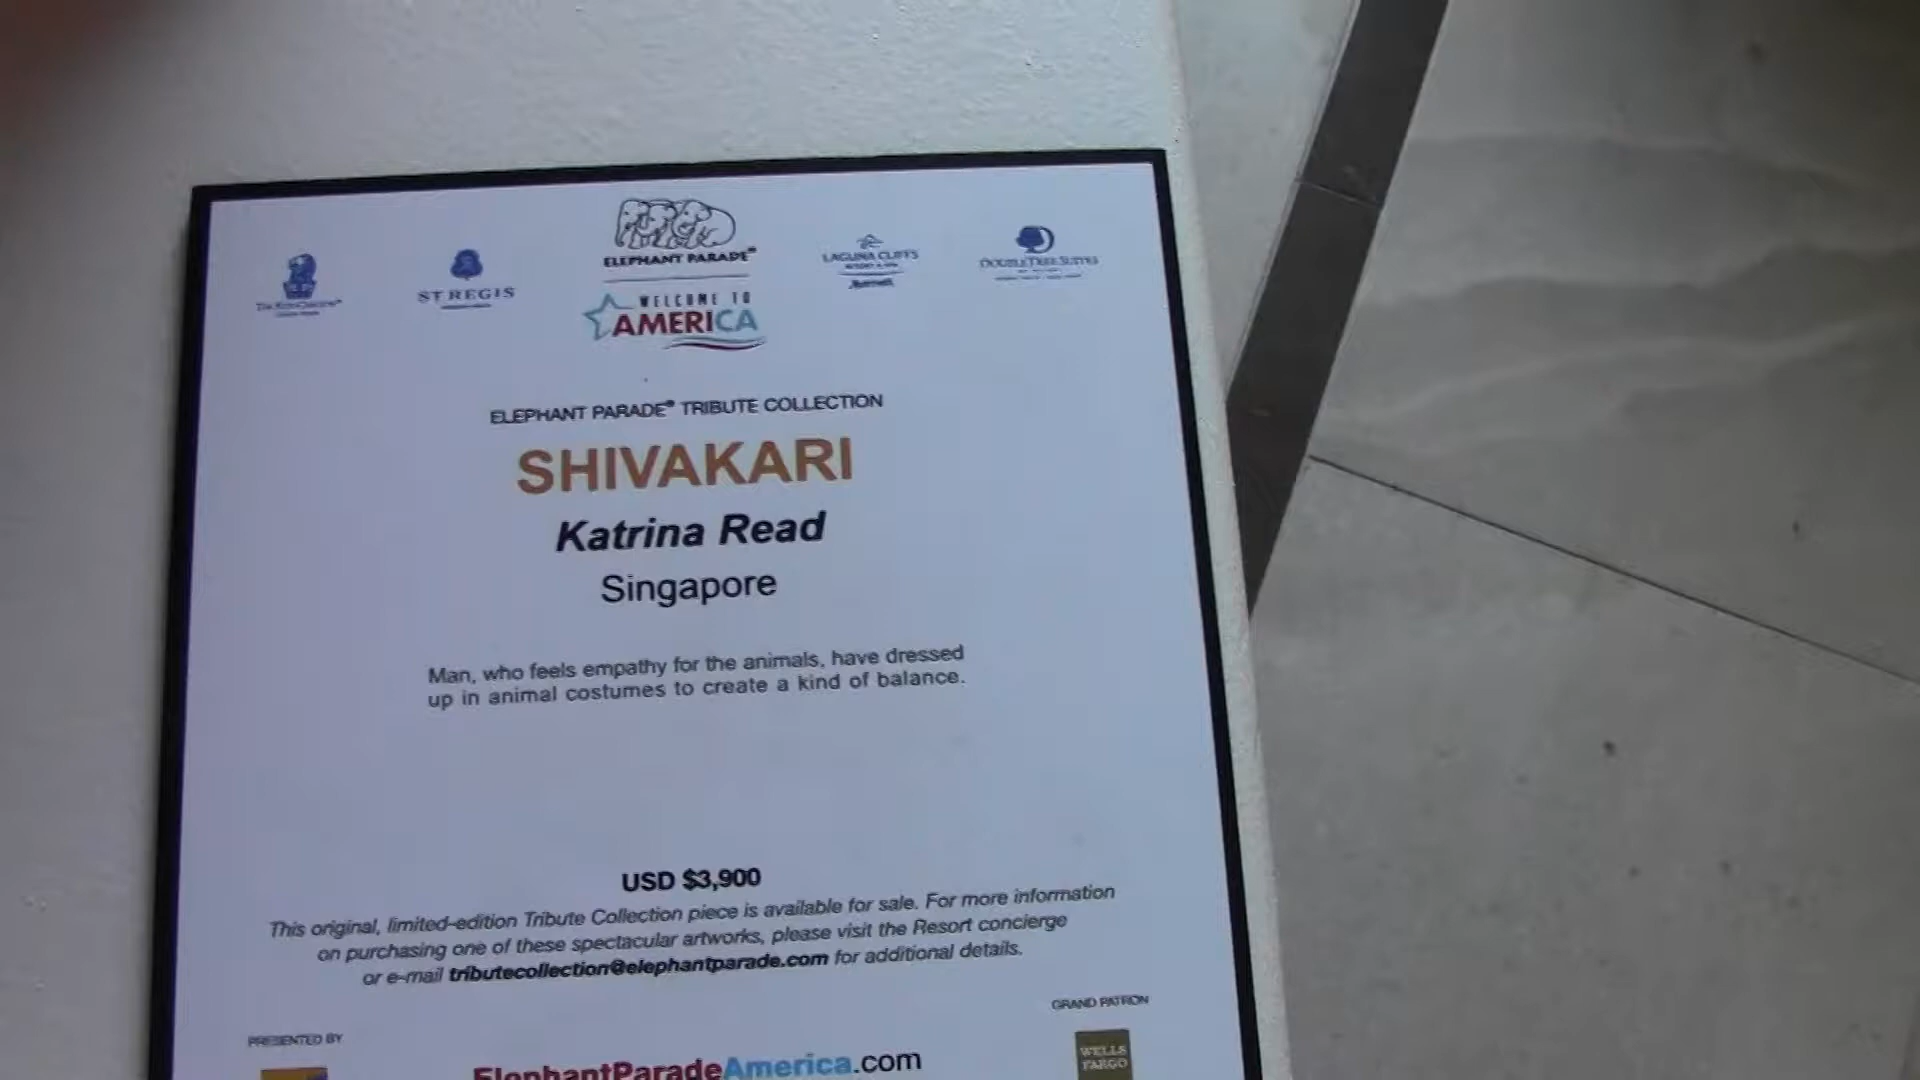 ELEPHANT PARADE
WELCOME TO
AMERICA
The Ritz-Carlton
ST REGIS
LAGUNA CLIFFS
Marriott
DOUBLETREE SUITES
ELEPHANT PARADE® TRIBUTE COLLECTION
SHIVAKARI
Katrina Read
Singapore
Man, who feels empathy for the animals, have dressed
up in animal costumes to create a kind of balance.
USD $3,900
This original, limited-edition Tribute Collection piece is available for sale. For more information
on purchasing one of these spectacular artworks, please visit the Resort concierge
or e-mail tributecollection@elephantparade.com for additional details.
PRESENTED BY
ElephantParadeAmerica.com
GRAND PATRON
WELLS
FARGO